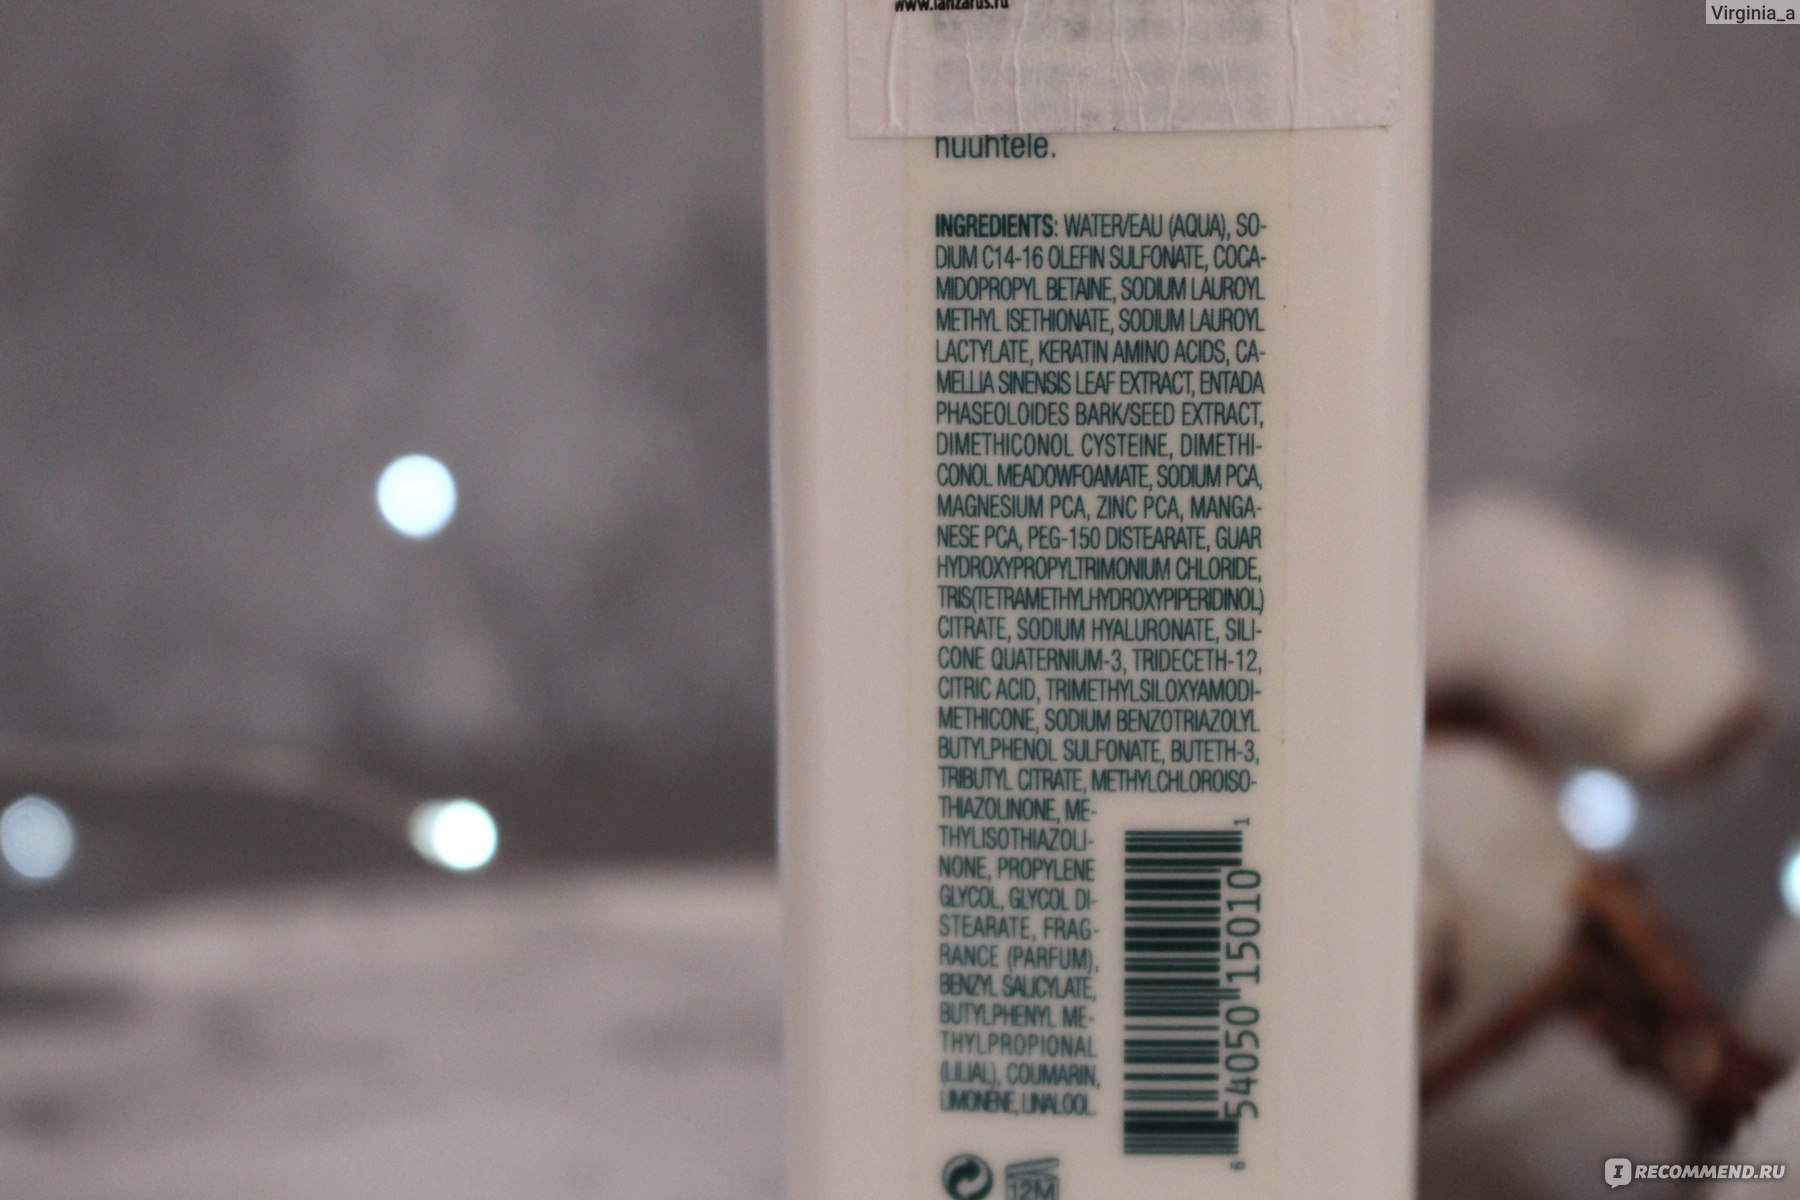 Virginia_a
www.lanzarus.ru
huuhtele.
INGREDIENTS: WATER/EAU (AQUA), SO-
DIUM C14-16 OLEFIN SULFONATE, COCA-
MIDOPROPYL BETAINE, SODIUM LAUROYL
METHYL ISETHIONATE, SODIUM LAUROYL
LACTYLATE, KERATIN AMINO ACIDS, CA-
MELLIA SINENSIS LEAF EXTRACT, ENTADA
PHASEOLOIDES BARK/SEED EXTRACT,
DIMETHICONOL CYSTEINE, DIMETHI-
CONOL MEADOWFOAMATE, SODIUM PCA,
MAGNESIUM PCA, ZINC PCA, MANGA-
NESE PCA, PEG-150 DISTEARATE, GUAR
HYDROXYPROPYLTRIMONIUM CHLORIDE,
TRIS(TETRAMETHYLHYDROXYPIPERIDINOL)
CITRATE, SODIUM HYALURONATE, SILI-
CONE QUATERNIUM-3, TRIDECETH-12,
CITRIC ACID, TRIMETHYLSILOXYAMODI-
METHICONE, SODIUM BENZOTRIAZOLYL
BUTYLPHENOL SULFONATE, BUTETH-3,
TRIBUTYL CITRATE, METHYLCHLOROISO-
THIAZOLINONE, ME-
THYLISOTHIAZOLI-
NONE, PROPYLENE
GLYCOL, GLYCOL DI-
STEARATE, FRAG-
RANCE (PARFUM),
BENZYL SALICYLATE,
BUTYLPHENYL ME-
THYLPROPIONAL
(LILIAL), COUMARIN,
LIMONENE, LINALOOL.
6 54050 15010 1
12M
IRECOMMEND.RU